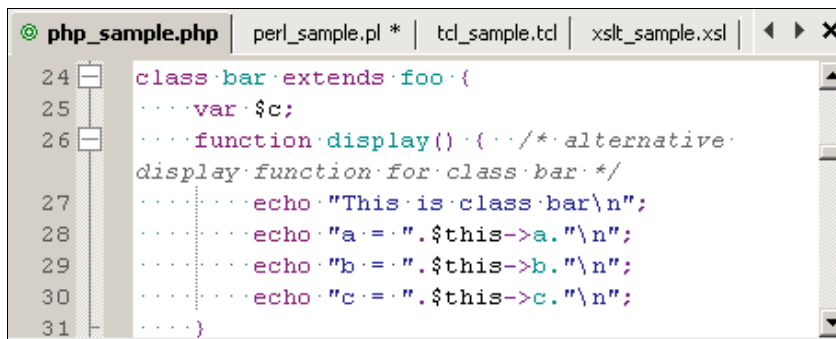 php_sample.php perl_sample.pl * tcl_sample.tcl xslt_sample.xsl
24 class bar extends foo {
25     var $c;
26     function display() {  /* alternative
display function for class bar */
27         echo "This is class bar\n";
28         echo "a = ".$this->a."\n";
29         echo "b = ".$this->b."\n";
30         echo "c = ".$this->c."\n";
31     }